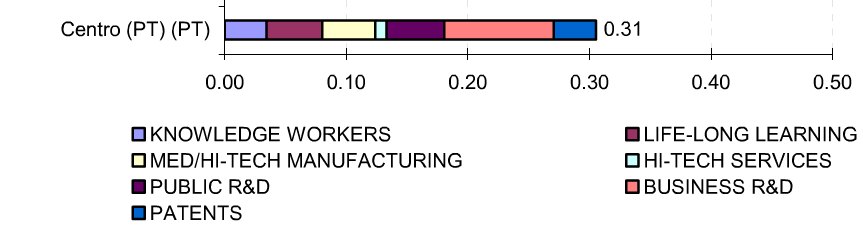 Centro (PT) (PT) 0.31
0.00 0.10 0.20 0.30 0.40 0.50
KNOWLEDGE WORKERS LIFE-LONG LEARNING
MED/HI-TECH MANUFACTURING HI-TECH SERVICES
PUBLIC R&D BUSINESS R&D
PATENTS